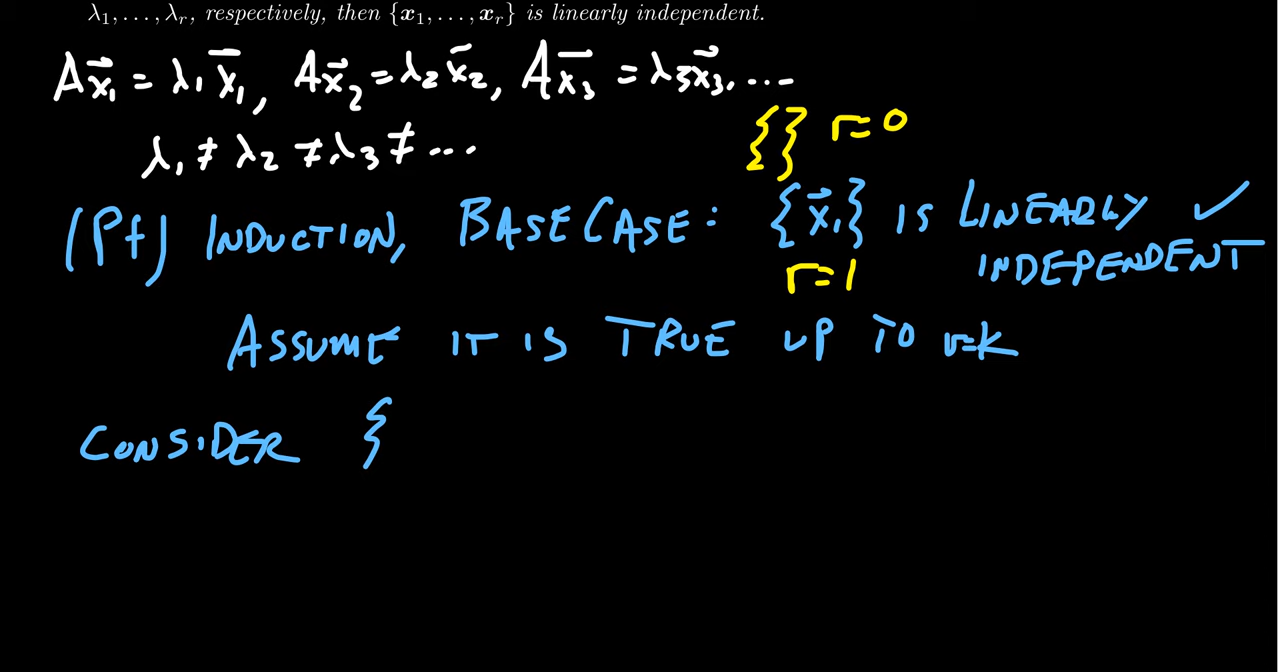 λ₁, . . . , λᵣ, respectively, then {x₁, . . . , xᵣ} is linearly independent.
Ax⃗₁ = λ₁x⃗₁, Ax⃗₂ = λ₂x⃗₂, Ax⃗₃ = λ₃x⃗₃, ...
{} r=0
λ₁ ≠ λ₂ ≠ λ₃ ≠ ...
(Pf) INDUCTION, BASE CASE: {x⃗₁} IS LINEARLY ✓
r=1 INDEPENDENT
ASSUME IT IS TRUE UP TO r=k
CONSIDER {